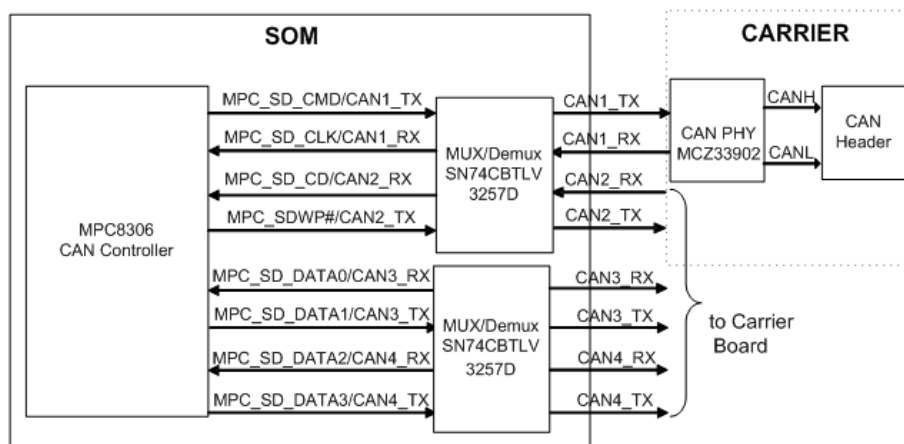 SOM
CARRIER
MPC8306
CAN Controller
MPC_SD_CMD/CAN1_TX
MPC_SD_CLK/CAN1_RX
MPC_SD_CD/CAN2_RX
MPC_SDWP#/CAN2_TX
MPC_SD_DATA0/CAN3_RX
MPC_SD_DATA1/CAN3_TX
MPC_SD_DATA2/CAN4_RX
MPC_SD_DATA3/CAN4_TX
MUX/Demux
SN74CBTLV
3257D
MUX/Demux
SN74CBTLV
3257D
CAN1_TX
CAN1_RX
CAN2_RX
CAN2_TX
CAN3_RX
CAN3_TX
CAN4_RX
CAN4_TX
CAN PHY
MCZ33902
CANH
CANL
CAN
Header
to Carrier
Board